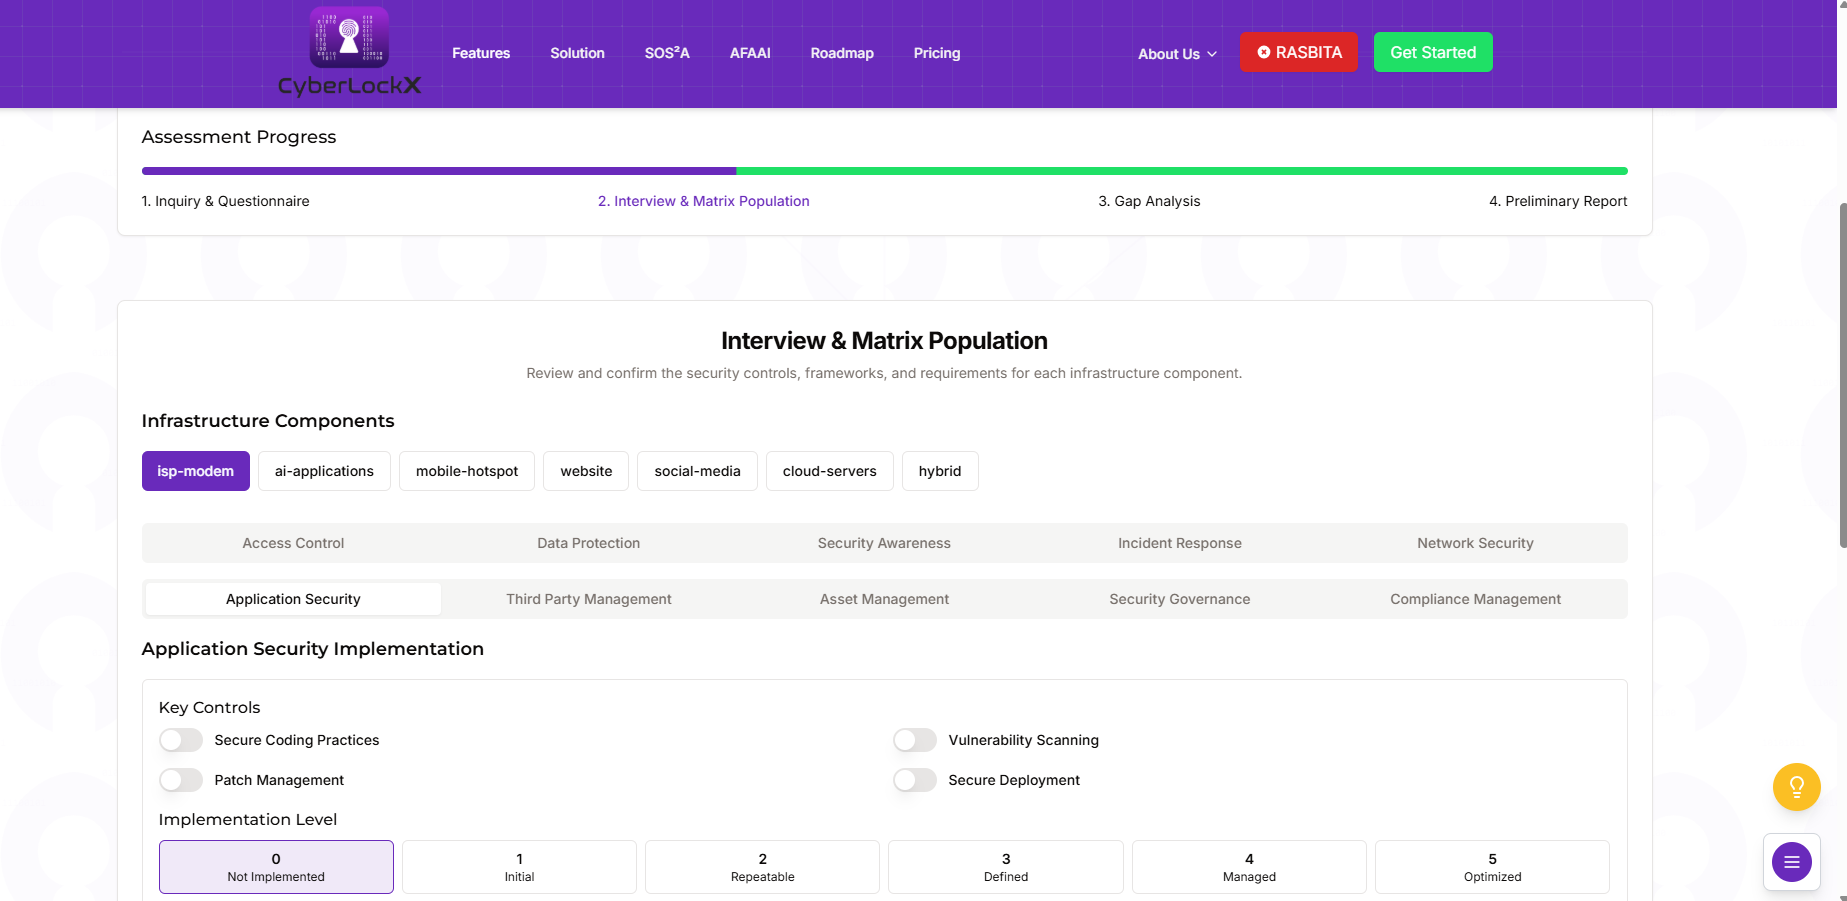 Features
Solution
SOS²A
AFAAI
Roadmap
Pricing
About Us
RASBITA
Get Started
CyberLockX
Assessment Progress
1. Inquiry & Questionnaire
2. Interview & Matrix Population
3. Gap Analysis
4. Preliminary Report
Interview & Matrix Population
Review and confirm the security controls, frameworks, and requirements for each infrastructure component.
Infrastructure Components
isp-modem
ai-applications
mobile-hotspot
website
social-media
cloud-servers
hybrid
Access Control
Data Protection
Security Awareness
Incident Response
Network Security
Application Security
Third Party Management
Asset Management
Security Governance
Compliance Management
Application Security Implementation
Key Controls
Secure Coding Practices
Vulnerability Scanning
Patch Management
Secure Deployment
Implementation Level
0
Not Implemented
1
Initial
2
Repeatable
3
Defined
4
Managed
5
Optimized